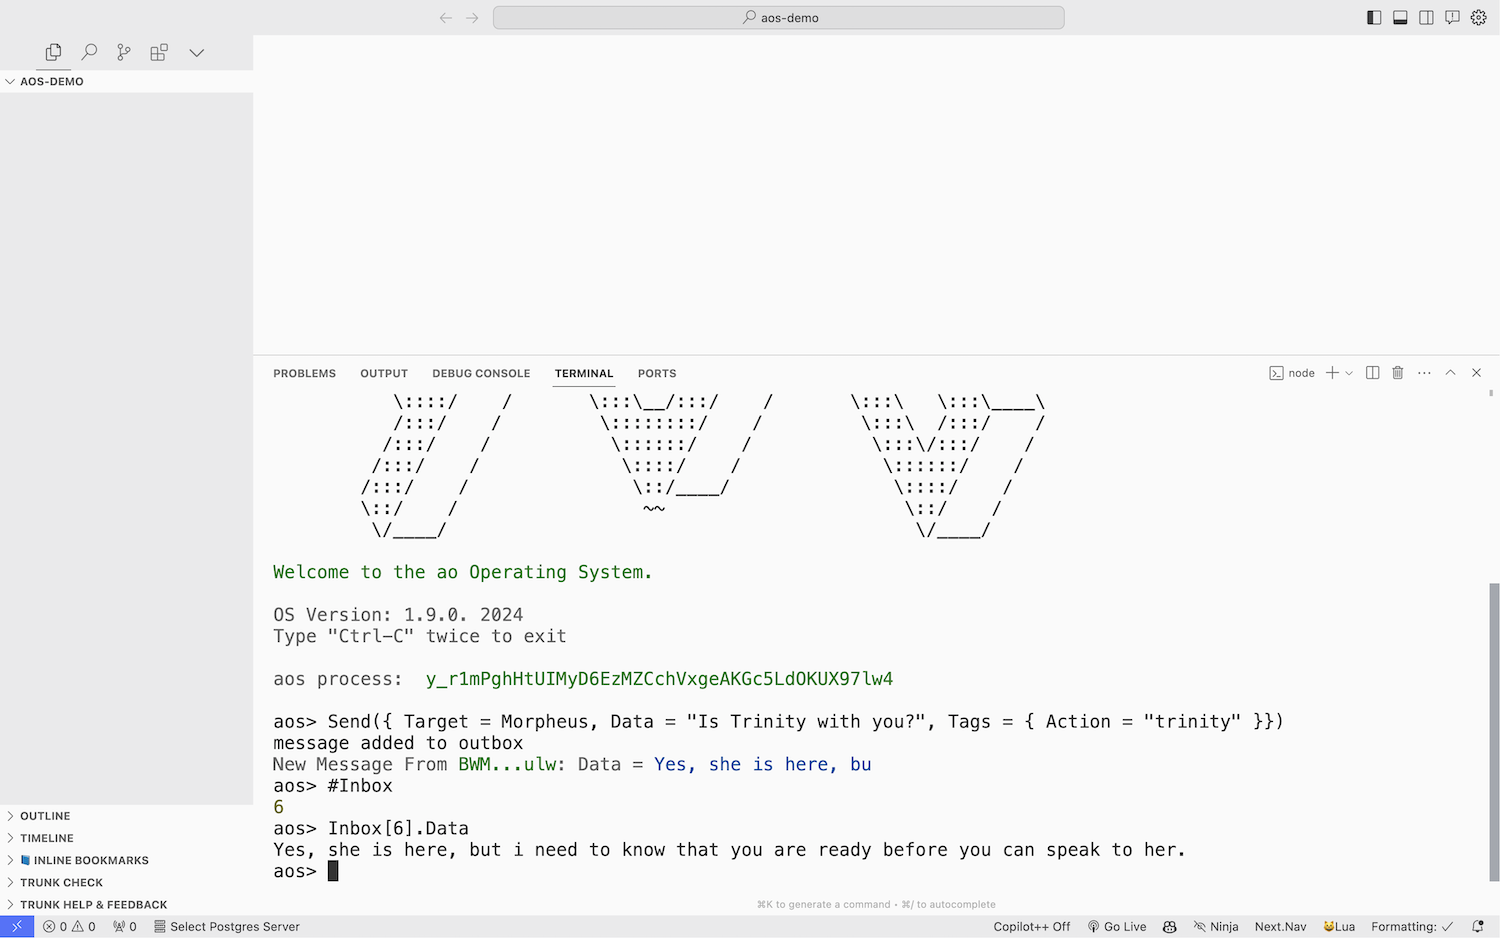 aos-demo
AOS-DEMO
PROBLEMS OUTPUT DEBUG CONSOLE TERMINAL PORTS node
\::::/    /       \:::\__/:::/    /       \:::\   \:::\____\
/:::/    /         \::::::::/    /         \:::\  /:::/    /
/:::/    /           \::::::/    /           \:::\/:::/    /
/:::/    /             \::::/    /             \::::::/    /
/:::/    /               \::/____/               \::::/    /
\::/    /                 ~~                      \::/    /
\/____/                                           \/____/
Welcome to the ao Operating System.
OS Version: 1.9.0. 2024
Type "Ctrl-C" twice to exit
aos process:  y_r1mPghHtUIMyD6EzMZCchVxgeAKGc5LdOKUX97lw4
aos> Send({ Target = Morpheus, Data = "Is Trinity with you?", Tags = { Action = "trinity" }})
message added to outbox
New Message From BWM...ulw: Data = Yes, she is here, bu
aos> #Inbox
6
aos> Inbox[6].Data
Yes, she is here, but i need to know that you are ready before you can speak to her.
aos>
OUTLINE
TIMELINE
INLINE BOOKMARKS
TRUNK CHECK
TRUNK HELP & FEEDBACK
⌘K to generate a command • ⌘/ to autocomplete
0 0 0 Select Postgres Server Copilot++ Off Go Live Ninja Next.Nav Lua Formatting: ✓